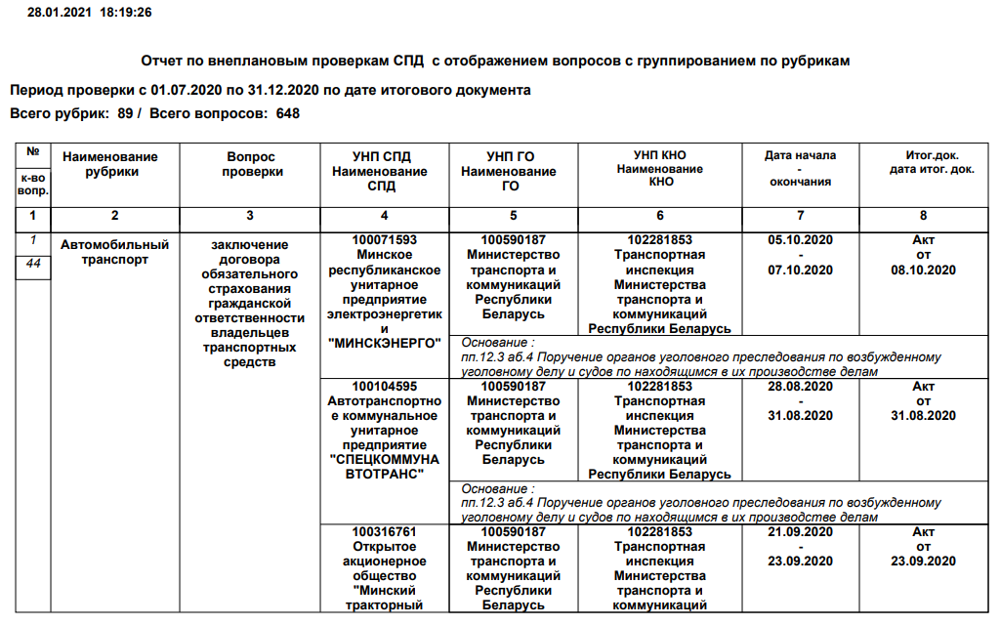 28.01.2021 18:19:26
Отчет по внеплановым проверкам СПД с отображением вопросов с группированием по рубрикам
Период проверки с 01.07.2020 по 31.12.2020 по дате итогового документа
Всего рубрик: 89 / Всего вопросов: 648
№
к-во
вопр.
Наименование
рубрики
Вопрос
проверки
УНП СПД
Наименование
СПД
УНП ГО
Наименование
ГО
УНП КНО
Наименование
КНО
Дата начала
-
окончания
Итог.док.
дата итог. док.
1
2
3
4
5
6
7
8
1
44
Автомобильный
транспорт
заключение
договора
обязательного
страхования
гражданской
ответственности
владельцев
транспортных
средств
100071593
Минское
республиканское
унитарное
предприятие
электроэнергетик
и
"МИНСКЭНЕРГО"
100590187
Министерство
транспорта и
коммуникаций
Республики
Беларусь
102281853
Транспортная
инспекция
Министерства
транспорта и
коммуникаций
Республики Беларусь
05.10.2020
-
07.10.2020
Акт
от
08.10.2020
Основание :
пп.12.3 аб.4 Поручение органов уголовного преследования по возбужденному
уголовному делу и судов по находящимся в их производстве делам
100104595
Автотранспортно
е коммунальное
унитарное
предприятие
"СПЕЦКОММУНА
ВТОТРАНС"
100590187
Министерство
транспорта и
коммуникаций
Республики
Беларусь
102281853
Транспортная
инспекция
Министерства
транспорта и
коммуникаций
Республики Беларусь
28.08.2020
-
31.08.2020
Акт
от
31.08.2020
Основание :
пп.12.3 аб.4 Поручение органов уголовного преследования по возбужденному
уголовному делу и судов по находящимся в их производстве делам
100316761
Открытое
акционерное
общество
"Минский
тракторный
100590187
Министерство
транспорта и
коммуникаций
Республики
Беларусь
102281853
Транспортная
инспекция
Министерства
транспорта и
коммуникаций
21.09.2020
-
23.09.2020
Акт
от
23.09.2020